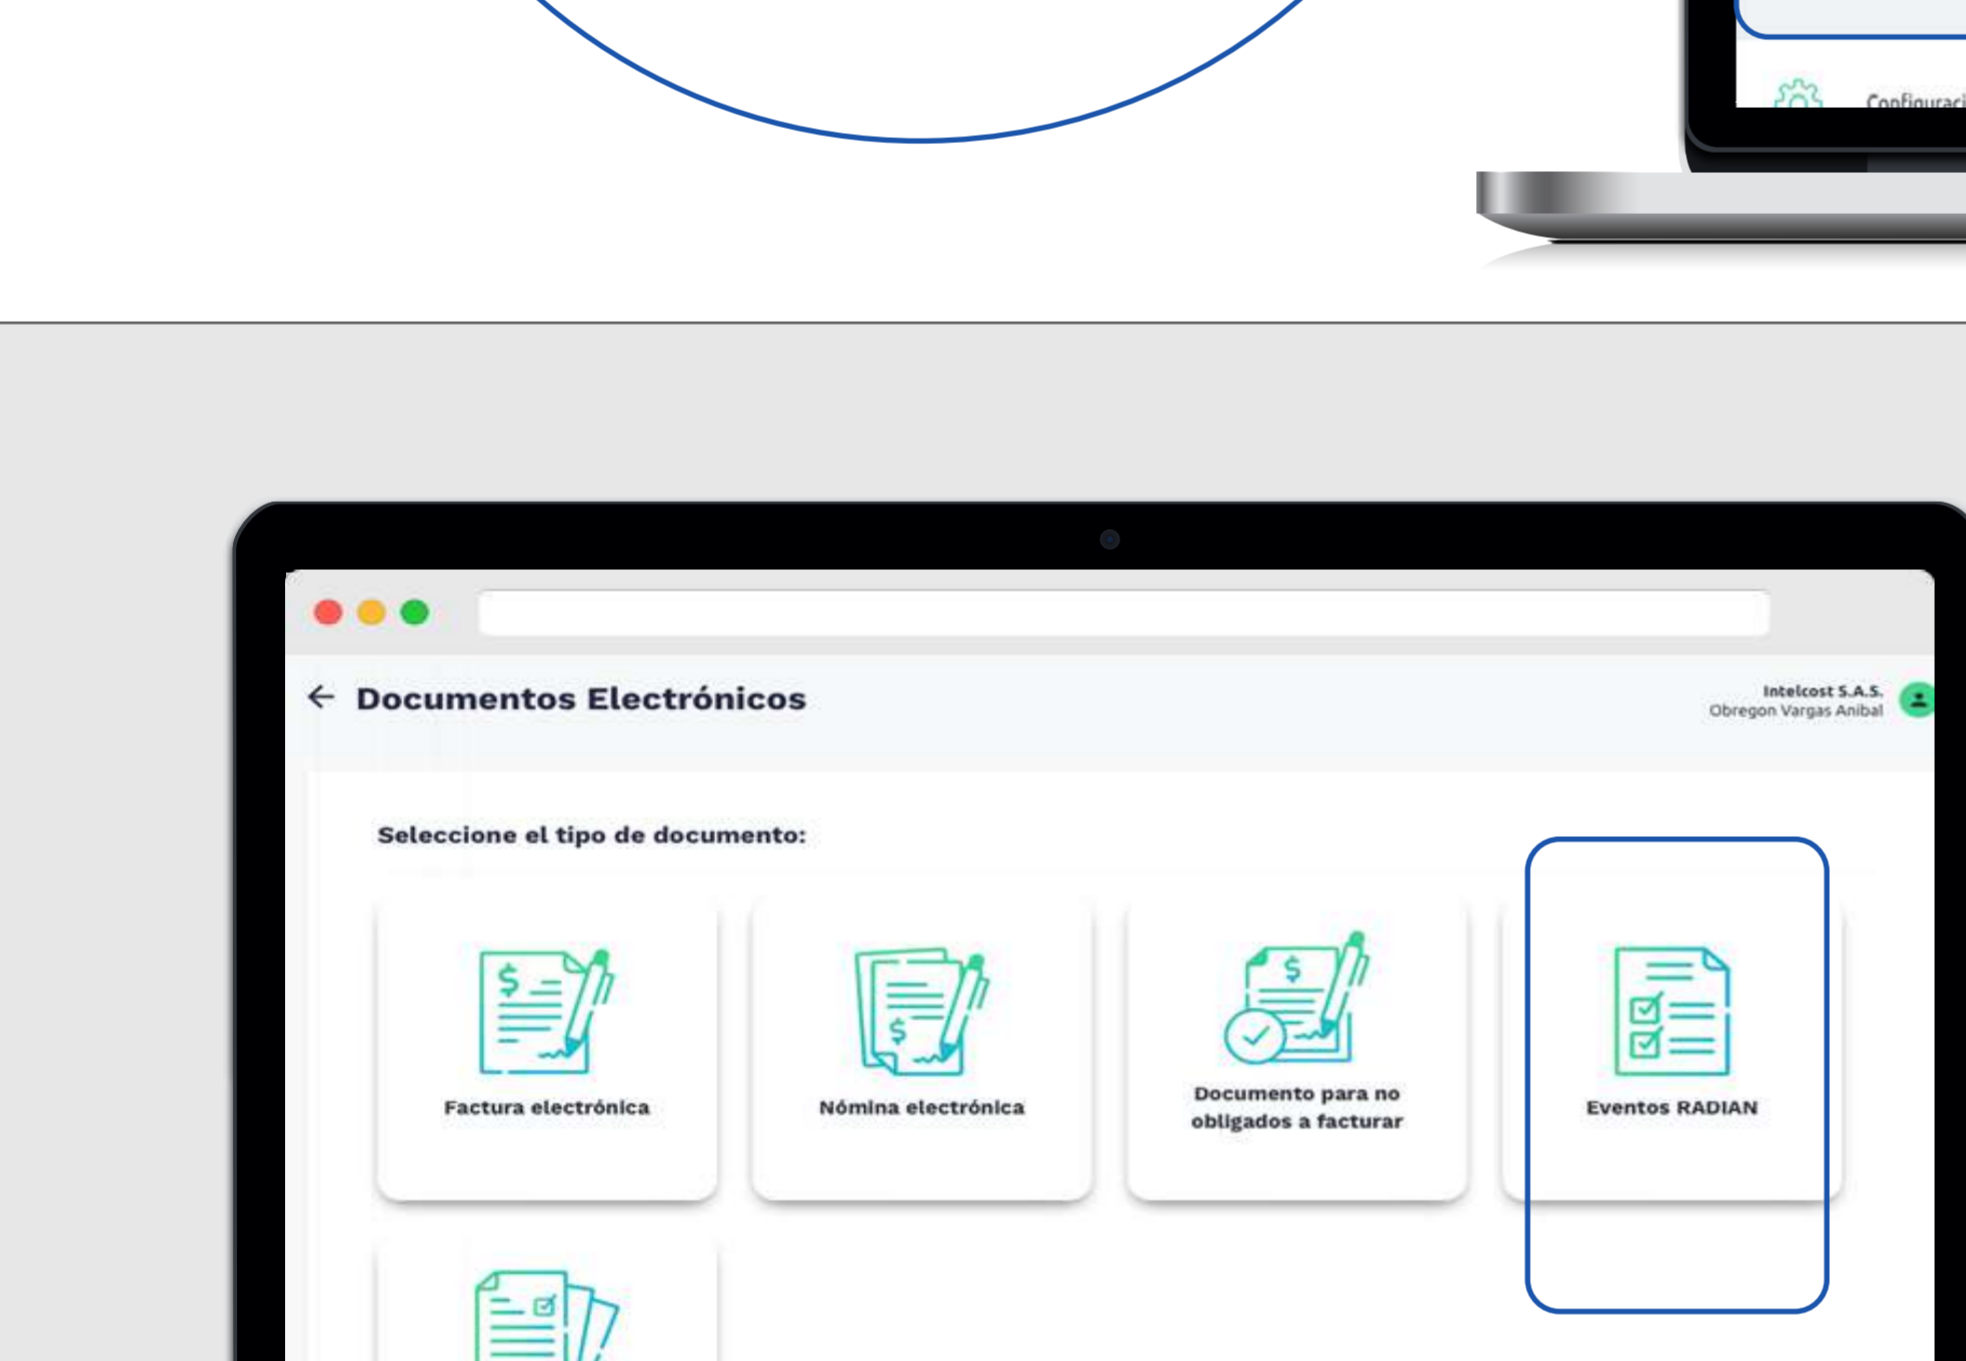 Documentos Electrónicos
Intelcost S.A.S.
Obregon Vargas Anibal
Seleccione el tipo de documento:
Factura electrónica
Nómina electrónica
Documento para no
obligados a facturar
Eventos RADIAN